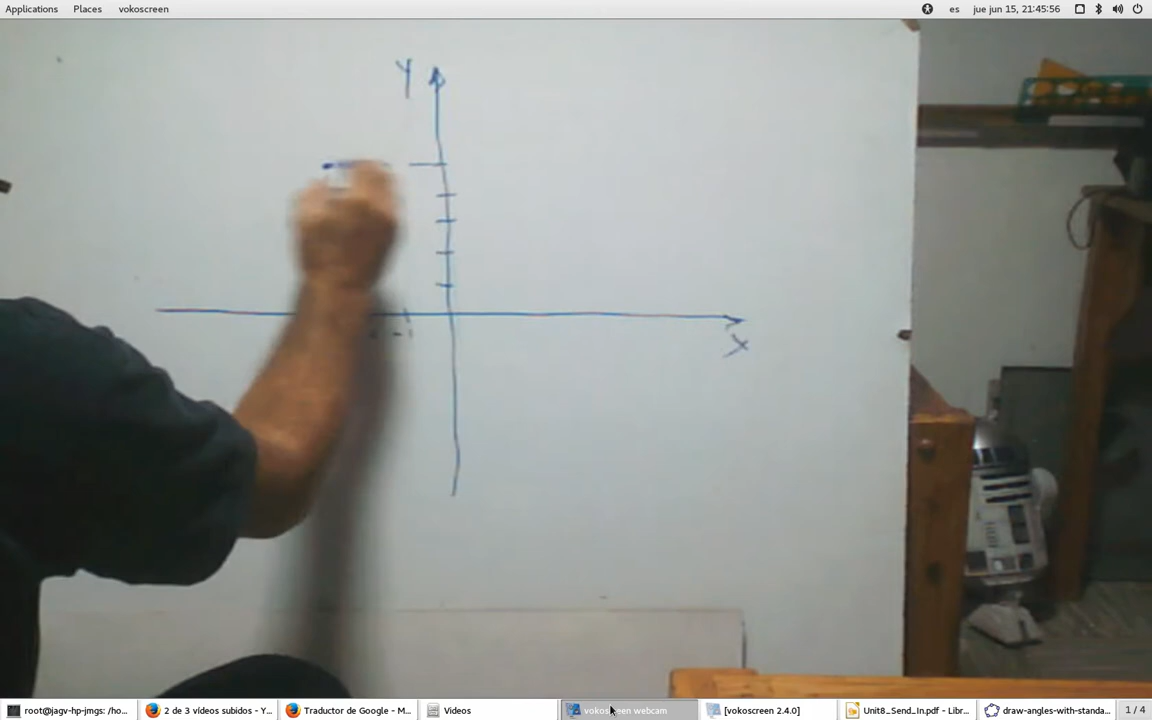 Applications Places vokoscreen es jue jun 15, 21:45:56
Y
- 1
X
root@jagv-hp-jmgs: /ho... 2 de 3 vídeos subidos - Y... Traductor de Google - M... Videos vokoscreen webcam [vokoscreen 2.4.0] Unit8_Send_In.pdf - Libr... draw-angles-with-standa... 1 / 4